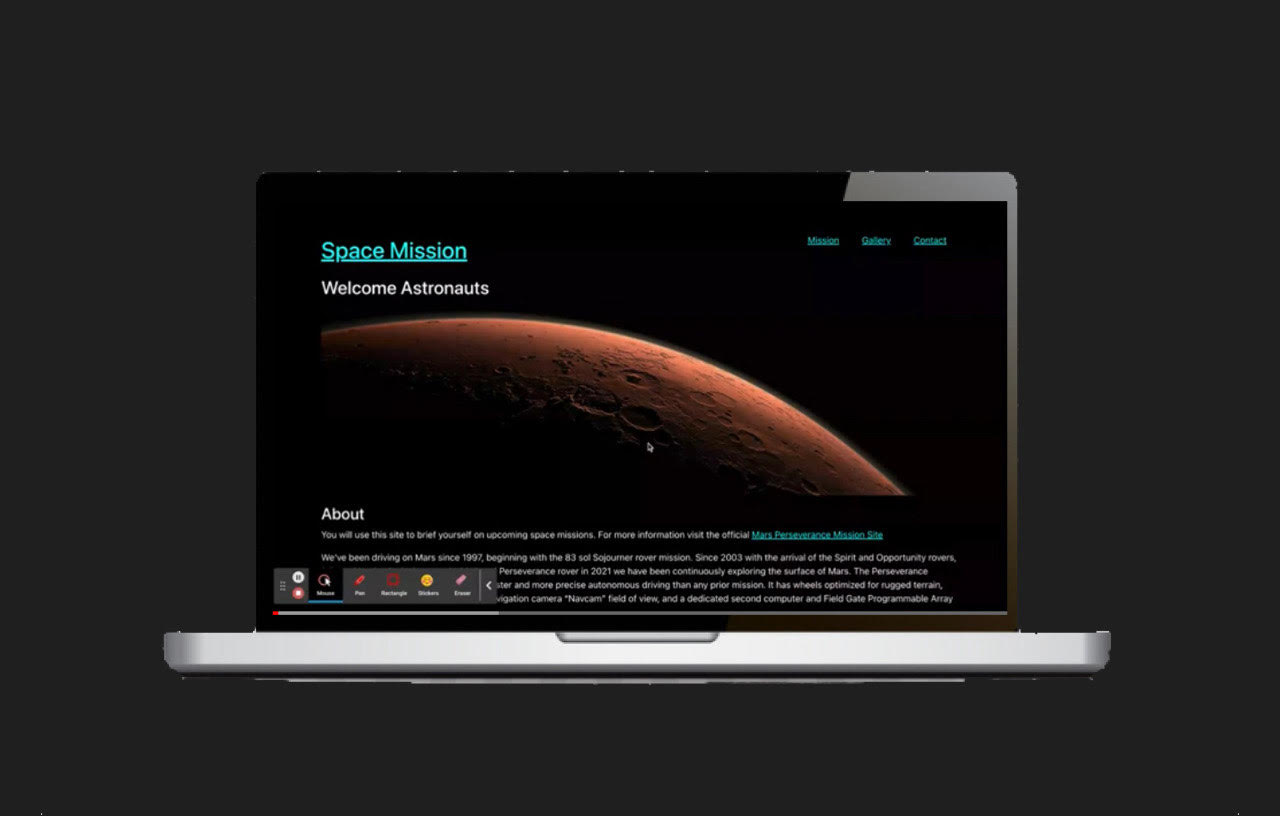 Space Mission
Mission Gallery Contact
Welcome Astronauts
About
You will use this site to brief yourself on upcoming space missions. For more information visit the official Mars Perseverance Mission Site
We've been driving on Mars since 1997, beginning with the 83 sol Sojourner rover mission. Since 2003 with the arrival of the Spirit and Opportunity rovers,
Perseverance rover in 2021 we have been continuously exploring the surface of Mars. The Perseverance
and more precise autonomous driving than any prior mission. It has wheels optimized for rugged terrain,
camera "Navcam" field of view, and a dedicated second computer and Field Gate Programmable Array
Mouse Pen Rectangle Stickers Eraser